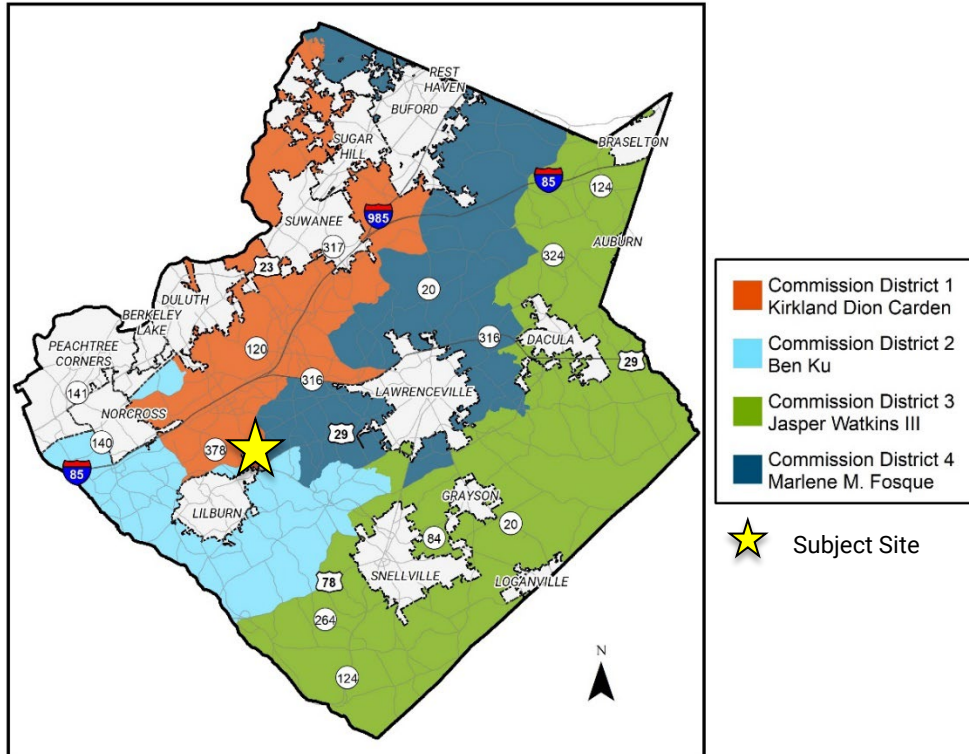 REST
HAVEN
BUFORD
SUGAR
HILL
BRASELTON
85
124
SUWANEE
985
317
AUBURN
23
324
DULUTH
20
BERKELEY
LAKE
PEACHTREE
CORNERS
120
316
DACULA
29
316
141
LAWRENCEVILLE
NORCROSS
29
140
378
85
LILBURN
GRAYSON
20
84
SNELLVILLE
LOGANVILLE
78
264
124
N
Commission District 1
Kirkland Dion Carden
Commission District 2
Ben Ku
Commission District 3
Jasper Watkins III
Commission District 4
Marlene M. Fosque
Subject Site